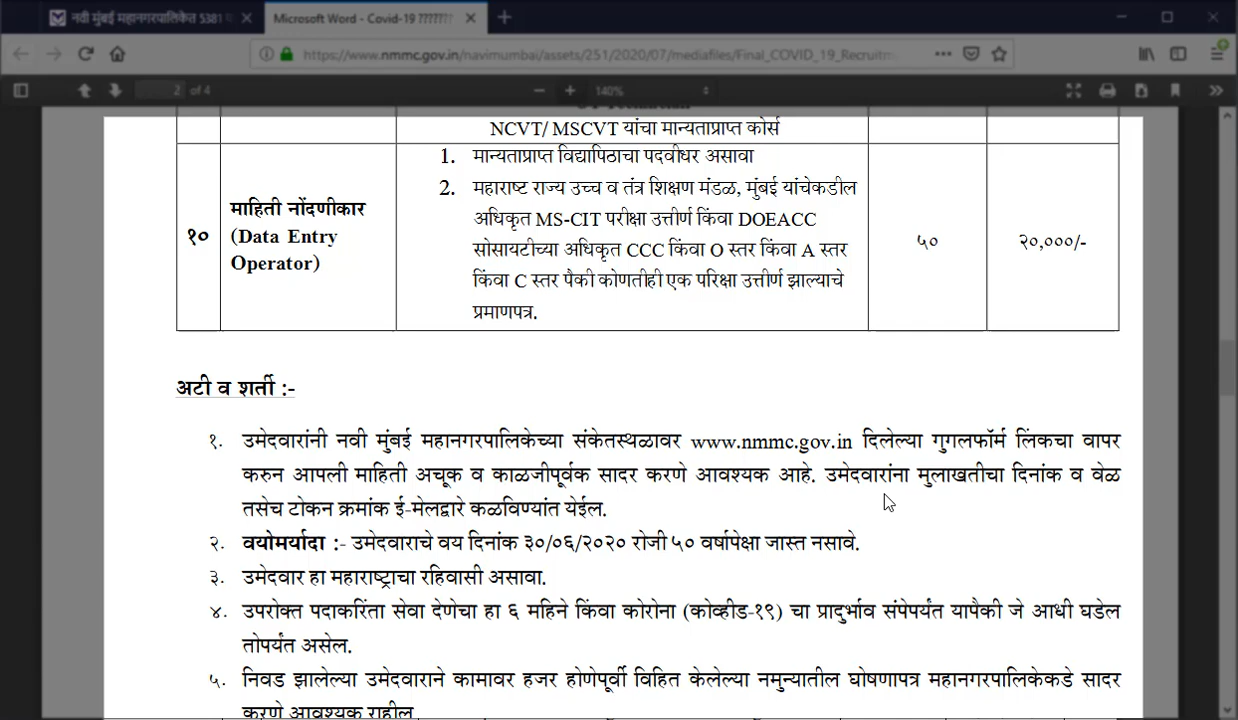 नवी मुंबई महानगरपालिकेत 5381 प
Microsoft Word - Covid-19 ???????
https://www.nmmc.gov.in/navimumbai/assets/251/2020/07/mediafiles/Final_COVID_19_Recruitm
2 of 4
140%
NCVT/ MSCVT यांचा मान्यताप्राप्त कोर्स
१०
माहिती नोंदणीकार
(Data Entry
Operator)
1. मान्यताप्राप्त विद्यापिठाचा पदवीधर असावा
2. महाराष्ट राज्य उच्च व तंत्र शिक्षण मंडळ, मुंबई यांचेकडील
अधिकृत MS-CIT परीक्षा उत्तीर्ण किंवा DOEACC
सोसायटीच्या अधिकृत CCC किंवा O स्तर किंवा A स्तर
किंवा C स्तर पैकी कोणतीही एक परिक्षा उत्तीर्ण झाल्याचे
प्रमाणपत्र.
५०
२०,०००/-
अटी व शर्ती :-
१. उमेदवारांनी नवी मुंबई महानगरपालिकेच्या संकेतस्थळावर www.nmmc.gov.in दिलेल्या गुगलफॉर्म लिंकचा वापर
करुन आपली माहिती अचूक व काळजीपूर्वक सादर करणे आवश्यक आहे. उमेदवारांना मुलाखतीचा दिनांक व वेळ
तसेच टोकन क्रमांक ई-मेलद्वारे कळविण्यांत येईल.
२. वयोमर्यादा :- उमेदवाराचे वय दिनांक ३०/०६/२०२० रोजी ५० वर्षापेक्षा जास्त नसावे.
३. उमेदवार हा महाराष्ट्राचा रहिवासी असावा.
४. उपरोक्त पदाकरिंता सेवा देणेचा हा ६ महिने किंवा कोरोना (कोव्हीड-१९) चा प्रादुर्भाव संपेपर्यंत यापैकी जे आधी घडेल
तोपर्यंत असेल.
५. निवड झालेल्या उमेदवाराने कामावर हजर होणेपूर्वी विहित केलेल्या नमुन्यातील घोषणापत्र महानगरपालिकेकडे सादर
करणे आवश्यक राहील